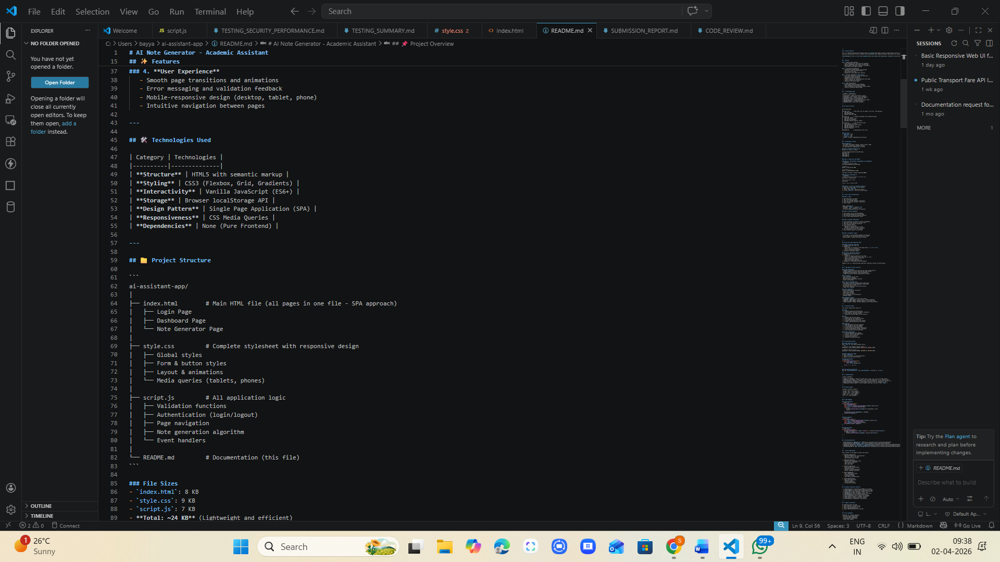 File Edit Selection View Go Run Terminal Help
Search
EXPLORER
NO FOLDER OPENED
You have not yet
opened a folder.
Open Folder
Opening a folder will
close all currently
open editors. To keep
them open, add a
folder instead.
OUTLINE
TIMELINE
Welcome
JS script.js
TESTING_SECURITY_PERFORMANCE.md
TESTING_SUMMARY.md
# style.css 2
<> index.html
README.md
SUBMISSION_REPORT.md
CODE_REVIEW.md
C: > Users > bayya > ai-assistant-app > README.md > abc # AI Note Generator - Academic Assistant > abc ## 📌 Project Overview
1 # AI Note Generator - Academic Assistant
15 ## ✨ Features
37 ### 4. **User Experience**
38 - Smooth page transitions and animations
39 - Error messaging and validation feedback
40 - Mobile-responsive design (desktop, tablet, phone)
41 - Intuitive navigation between pages
42
43 ---
44
45 ## 🛠 Technologies Used
46
47 | Category | Technologies |
48 |----------|--------------|
49 | **Structure** | HTML5 with semantic markup |
50 | **Styling** | CSS3 (Flexbox, Grid, Gradients) |
51 | **Interactivity** | Vanilla JavaScript (ES6+) |
52 | **Storage** | Browser localStorage API |
53 | **Design Pattern** | Single Page Application (SPA) |
54 | **Responsiveness** | CSS Media Queries |
55 | **Dependencies** | None (Pure Frontend) |
56
57 ---
58
59 ## 📁 Project Structure
60
61 ```
62 ai-assistant-app/
63 │
64 ├── index.html # Main HTML file (all pages in one file - SPA approach)
65 │ ├── Login Page
66 │ ├── Dashboard Page
67 │ └── Note Generator Page
68 │
69 ├── style.css # Complete stylesheet with responsive design
70 │ ├── Global styles
71 │ ├── Form & button styles
72 │ ├── Layout & animations
73 │ └── Media queries (tablets, phones)
74 │
75 ├── script.js # All application logic
76 │ ├── Validation functions
77 │ ├── Authentication (login/logout)
78 │ ├── Page navigation
79 │ ├── Note generation algorithm
80 │ └── Event handlers
81 │
82 └── README.md # Documentation (this file)
83 ```
84
85 ### File Sizes
86 - `index.html`: 8 KB
87 - `style.css`: 9 KB
88 - `script.js`: 7 KB
89 - **Total: ~24 KB** (Lightweight and efficient)
SESSIONS
Basic Responsive Web UI f...
1 day ago
Public Transport Fare API I...
1 wk ago
Documentation request fo...
1 mo ago
MORE 1
Tip: Try the Plan agent to
research and plan before
implementing changes.
README.md
Describe what to build
Auto
L...
Default Ap...
2 0 Connect
Ln 9, Col 56 Spaces: 3 UTF-8 CRLF { } Markdown Go Live
1
26°C
Sunny
Search
S
99+
ENG
IN
09:38
02-04-2026